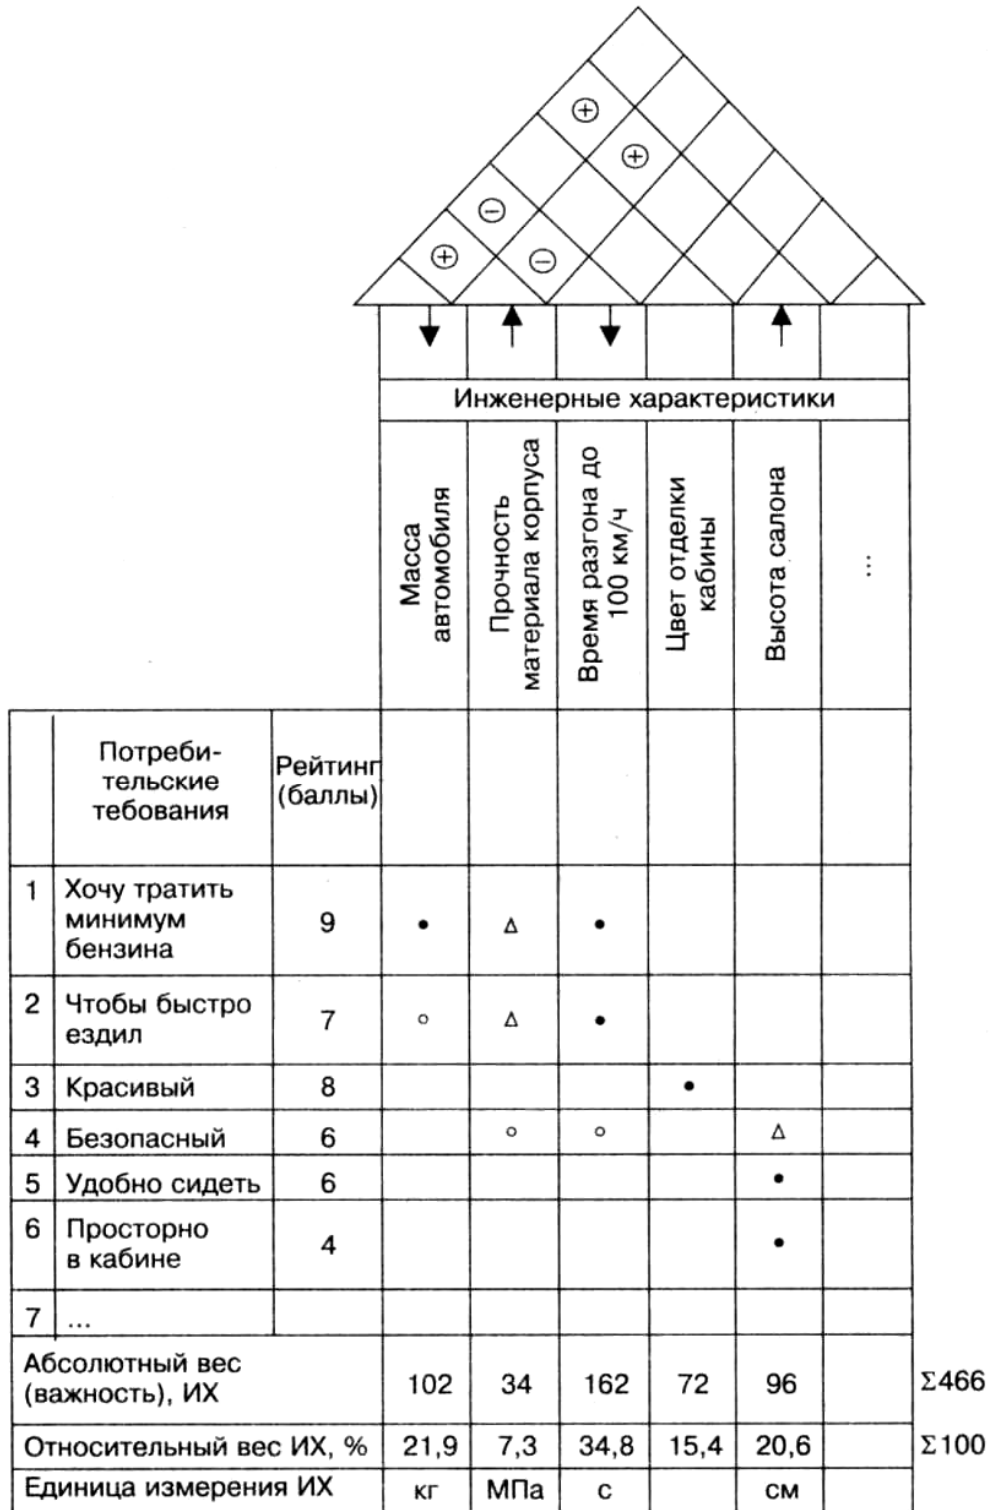 Инженерные характеристики
Масса
автомобиля
Прочность
материала корпуса
Время разгона до
100 км/ч
Цвет отделки
кабины
Высота салона
...
Потреби-
тельские
тебования
Рейтинг
(баллы)
1 Хочу тратить
минимум
бензина
9 • Δ •
2 Чтобы быстро
ездил
7 ○ Δ •
3 Красивый 8 •
4 Безопасный 6 ○ ○ Δ
5 Удобно сидеть 6 •
6 Просторно
в кабине
4 •
7 ...
Абсолютный вес
(важность), ИХ
102 34 162 72 96 Σ466
Относительный вес ИХ, % 21,9 7,3 34,8 15,4 20,6 Σ100
Единица измерения ИХ кг МПа с см